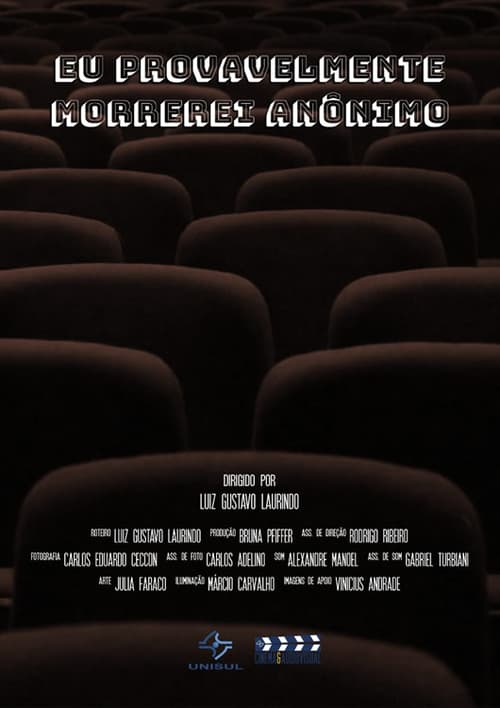 EU PROVAVELMENTE
MORREREI ANÔNIMO
DIRIGIDO POR
LUIZ GUSTAVO LAURINDO
ROTEIRO LUIZ GUSTAVO LAURINDO PRODUÇÃO BRUNA PFIFFER ASS. DE DIREÇÃO RODRIGO RIBEIRO
FOTOGRAFIA CARLOS EDUARDO CECCON ASS. DE FOTO CARLOS ADELINO SOM ALEXANDRE MANOEL ASS. DE SOM GABRIEL TURBIANI
ARTE JULIA FARACO ILUMINAÇÃO MÁRCIO CARVALHO IMAGENS DE APOIO VINICIUS ANDRADE
UNISUL
CINEMA&AUDIOVISUAL